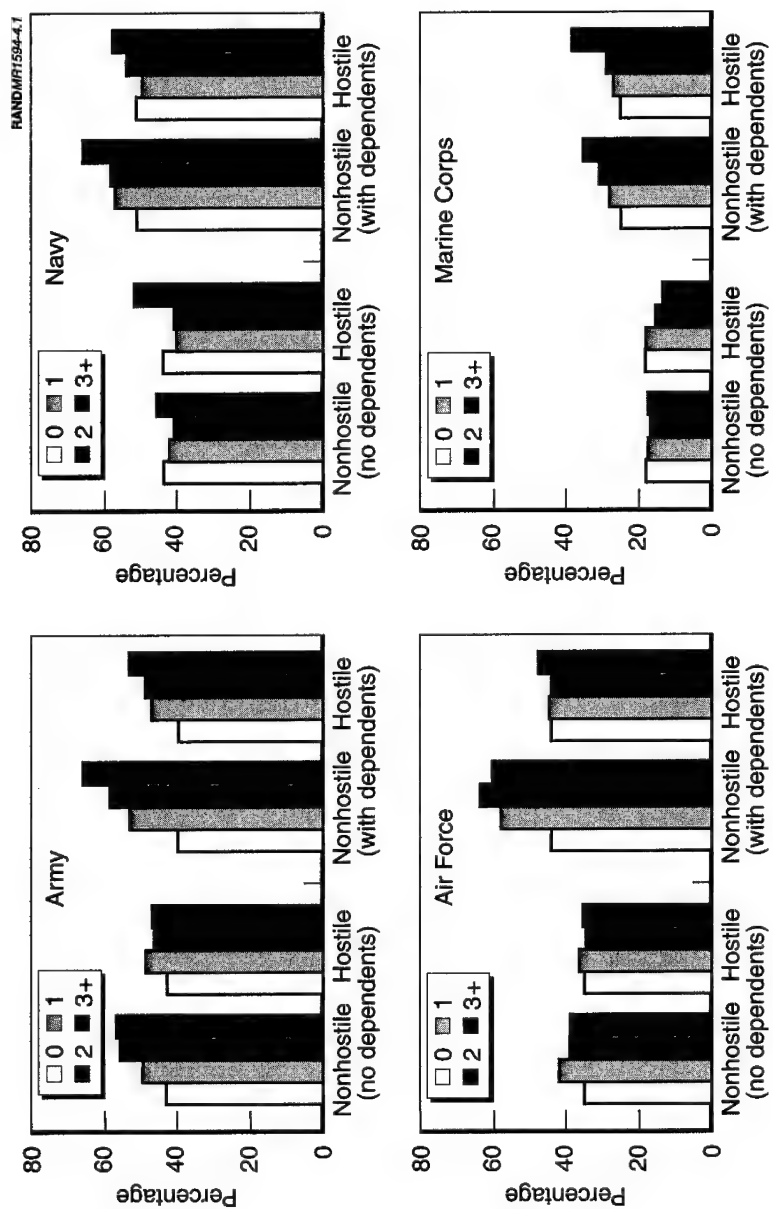 RANDMR1594-4.1
Army
0 1
2 3+
80
60
40
20
0
Percentage
Nonhostile Hostile Nonhostile Hostile
(no dependents) (with dependents)
Navy
0 1
2 3+
80
60
40
20
0
Percentage
Nonhostile Hostile Nonhostile Hostile
(no dependents) (with dependents)
Air Force
0 1
2 3+
80
60
40
20
0
Percentage
Nonhostile Hostile Nonhostile Hostile
(no dependents) (with dependents)
Marine Corps
0 1
2 3+
80
60
40
20
0
Percentage
Nonhostile Hostile Nonhostile Hostile
(no dependents) (with dependents)